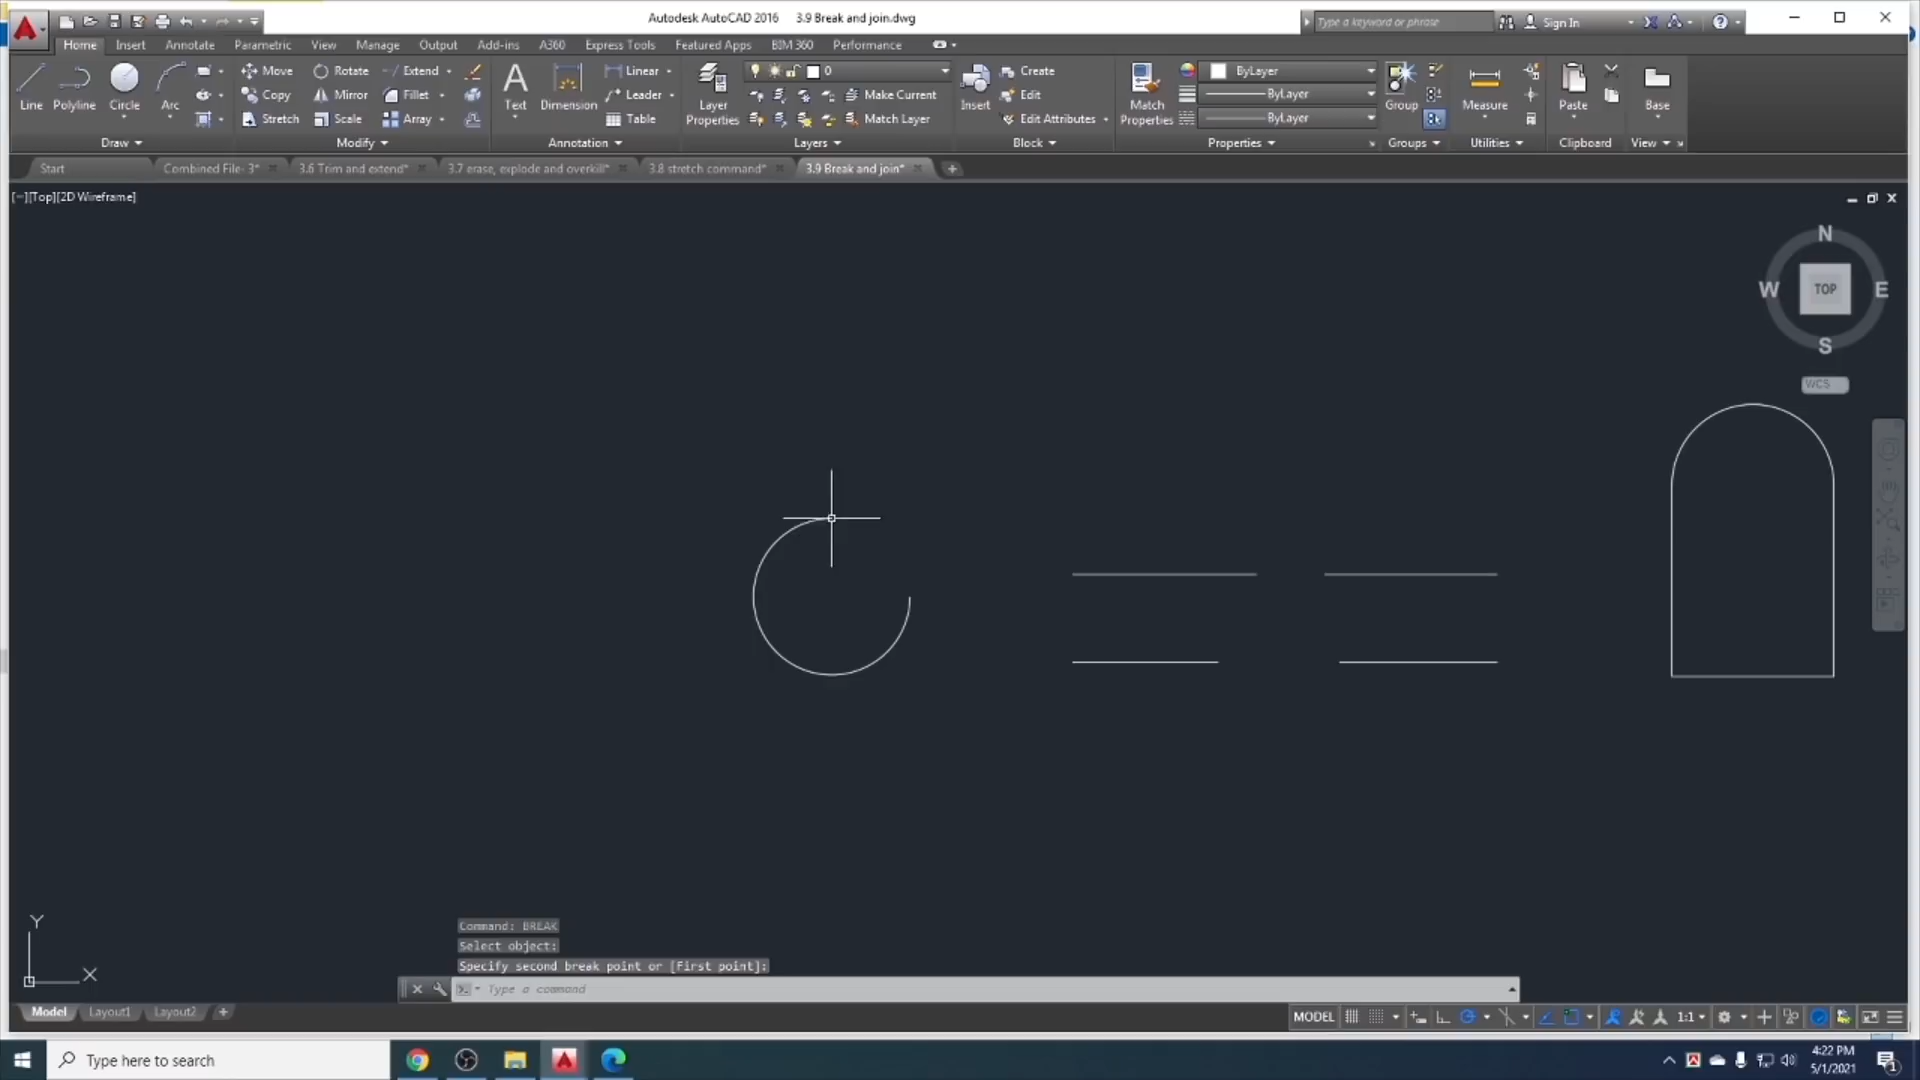 Autodesk AutoCAD 2016 3.9 Break and join.dwg
Type a keyword or phrase
Sign In
Home Insert Annotate Parametric View Manage Output Add-ins A360 Express Tools Featured Apps BIM 360 Performance
Line Polyline Circle Arc
Move Rotate Extend
Copy Mirror Fillet
Stretch Scale Array
Text Dimension
Linear
Leader
Table
Layer Properties
0
Make Current
Match Layer
Insert
Create
Edit
Edit Attributes
Match Properties
ByLayer
ByLayer
ByLayer
Group
Measure
Paste
Base
Draw Modify Annotation Layers Block Properties Groups Utilities Clipboard View
Start Combined File- 3* 3.6 Trim and extend* 3.7 erase, explode and overkill* 3.8 stretch command* 3.9 Break and join*
[−][Top][2D Wireframe]
N
W TOP E
S
WCS
Y
X
Command: BREAK
Select object:
Specify second break point or [First point]:
Type a command
Model Layout1 Layout2 +
MODEL 1:1
Type here to search
4:22 PM
5/1/2021
1